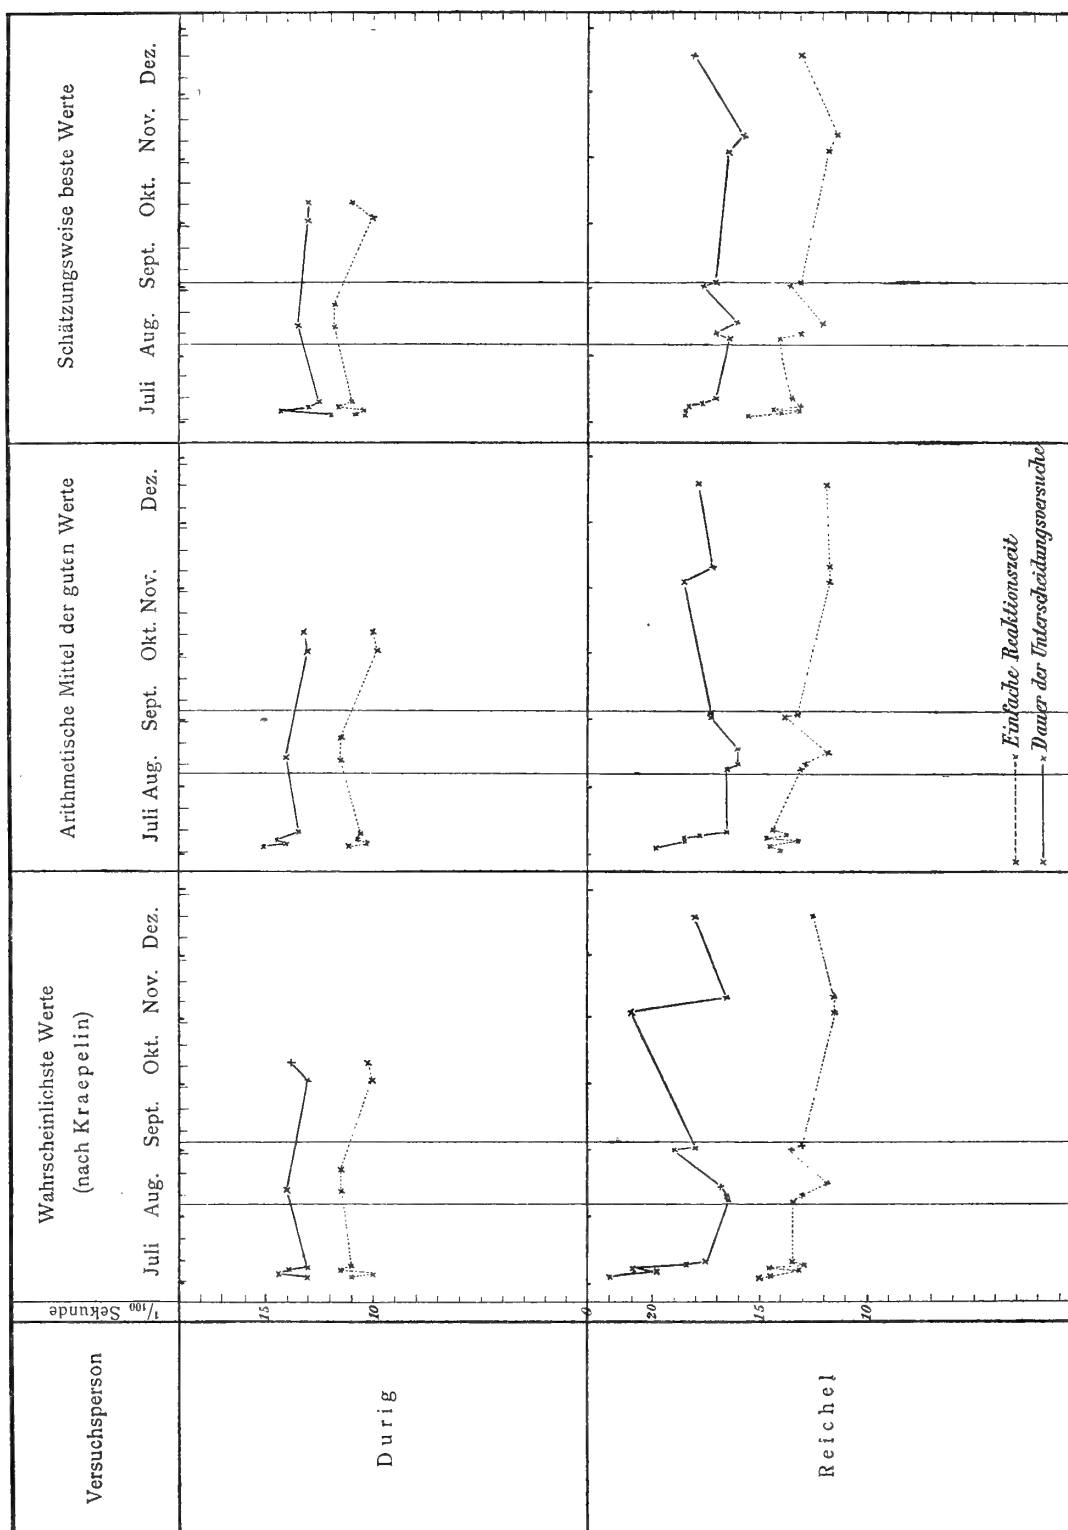 Versuchsperson
1/100 Sekunde
Wahrscheinlichste Werte
(nach Kraepelin)
Juli Aug. Sept. Okt. Nov. Dez.
Arithmetische Mittel der guten Werte
Juli Aug. Sept. Okt. Nov. Dez.
Schätzungsweise beste Werte
Juli Aug. Sept. Okt. Nov. Dez.
Durig
15
10
0
Reichel
20
15
10
Einfache Reaktionszeit
Dauer der Unterscheidungsversuche